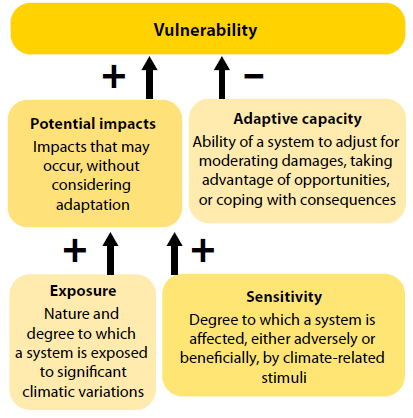 Vulnerability
+
−
Potential impacts
Impacts that may
occur, without
considering
adaptation
Adaptive capacity
Ability of a system to adjust for
moderating damages, taking
advantage of opportunities,
or coping with consequences
+
+
Exposure
Nature and
degree to which
a system is exposed
to significant
climatic variations
Sensitivity
Degree to which a system is
affected, either adversely or
beneficially, by climate-related
stimuli